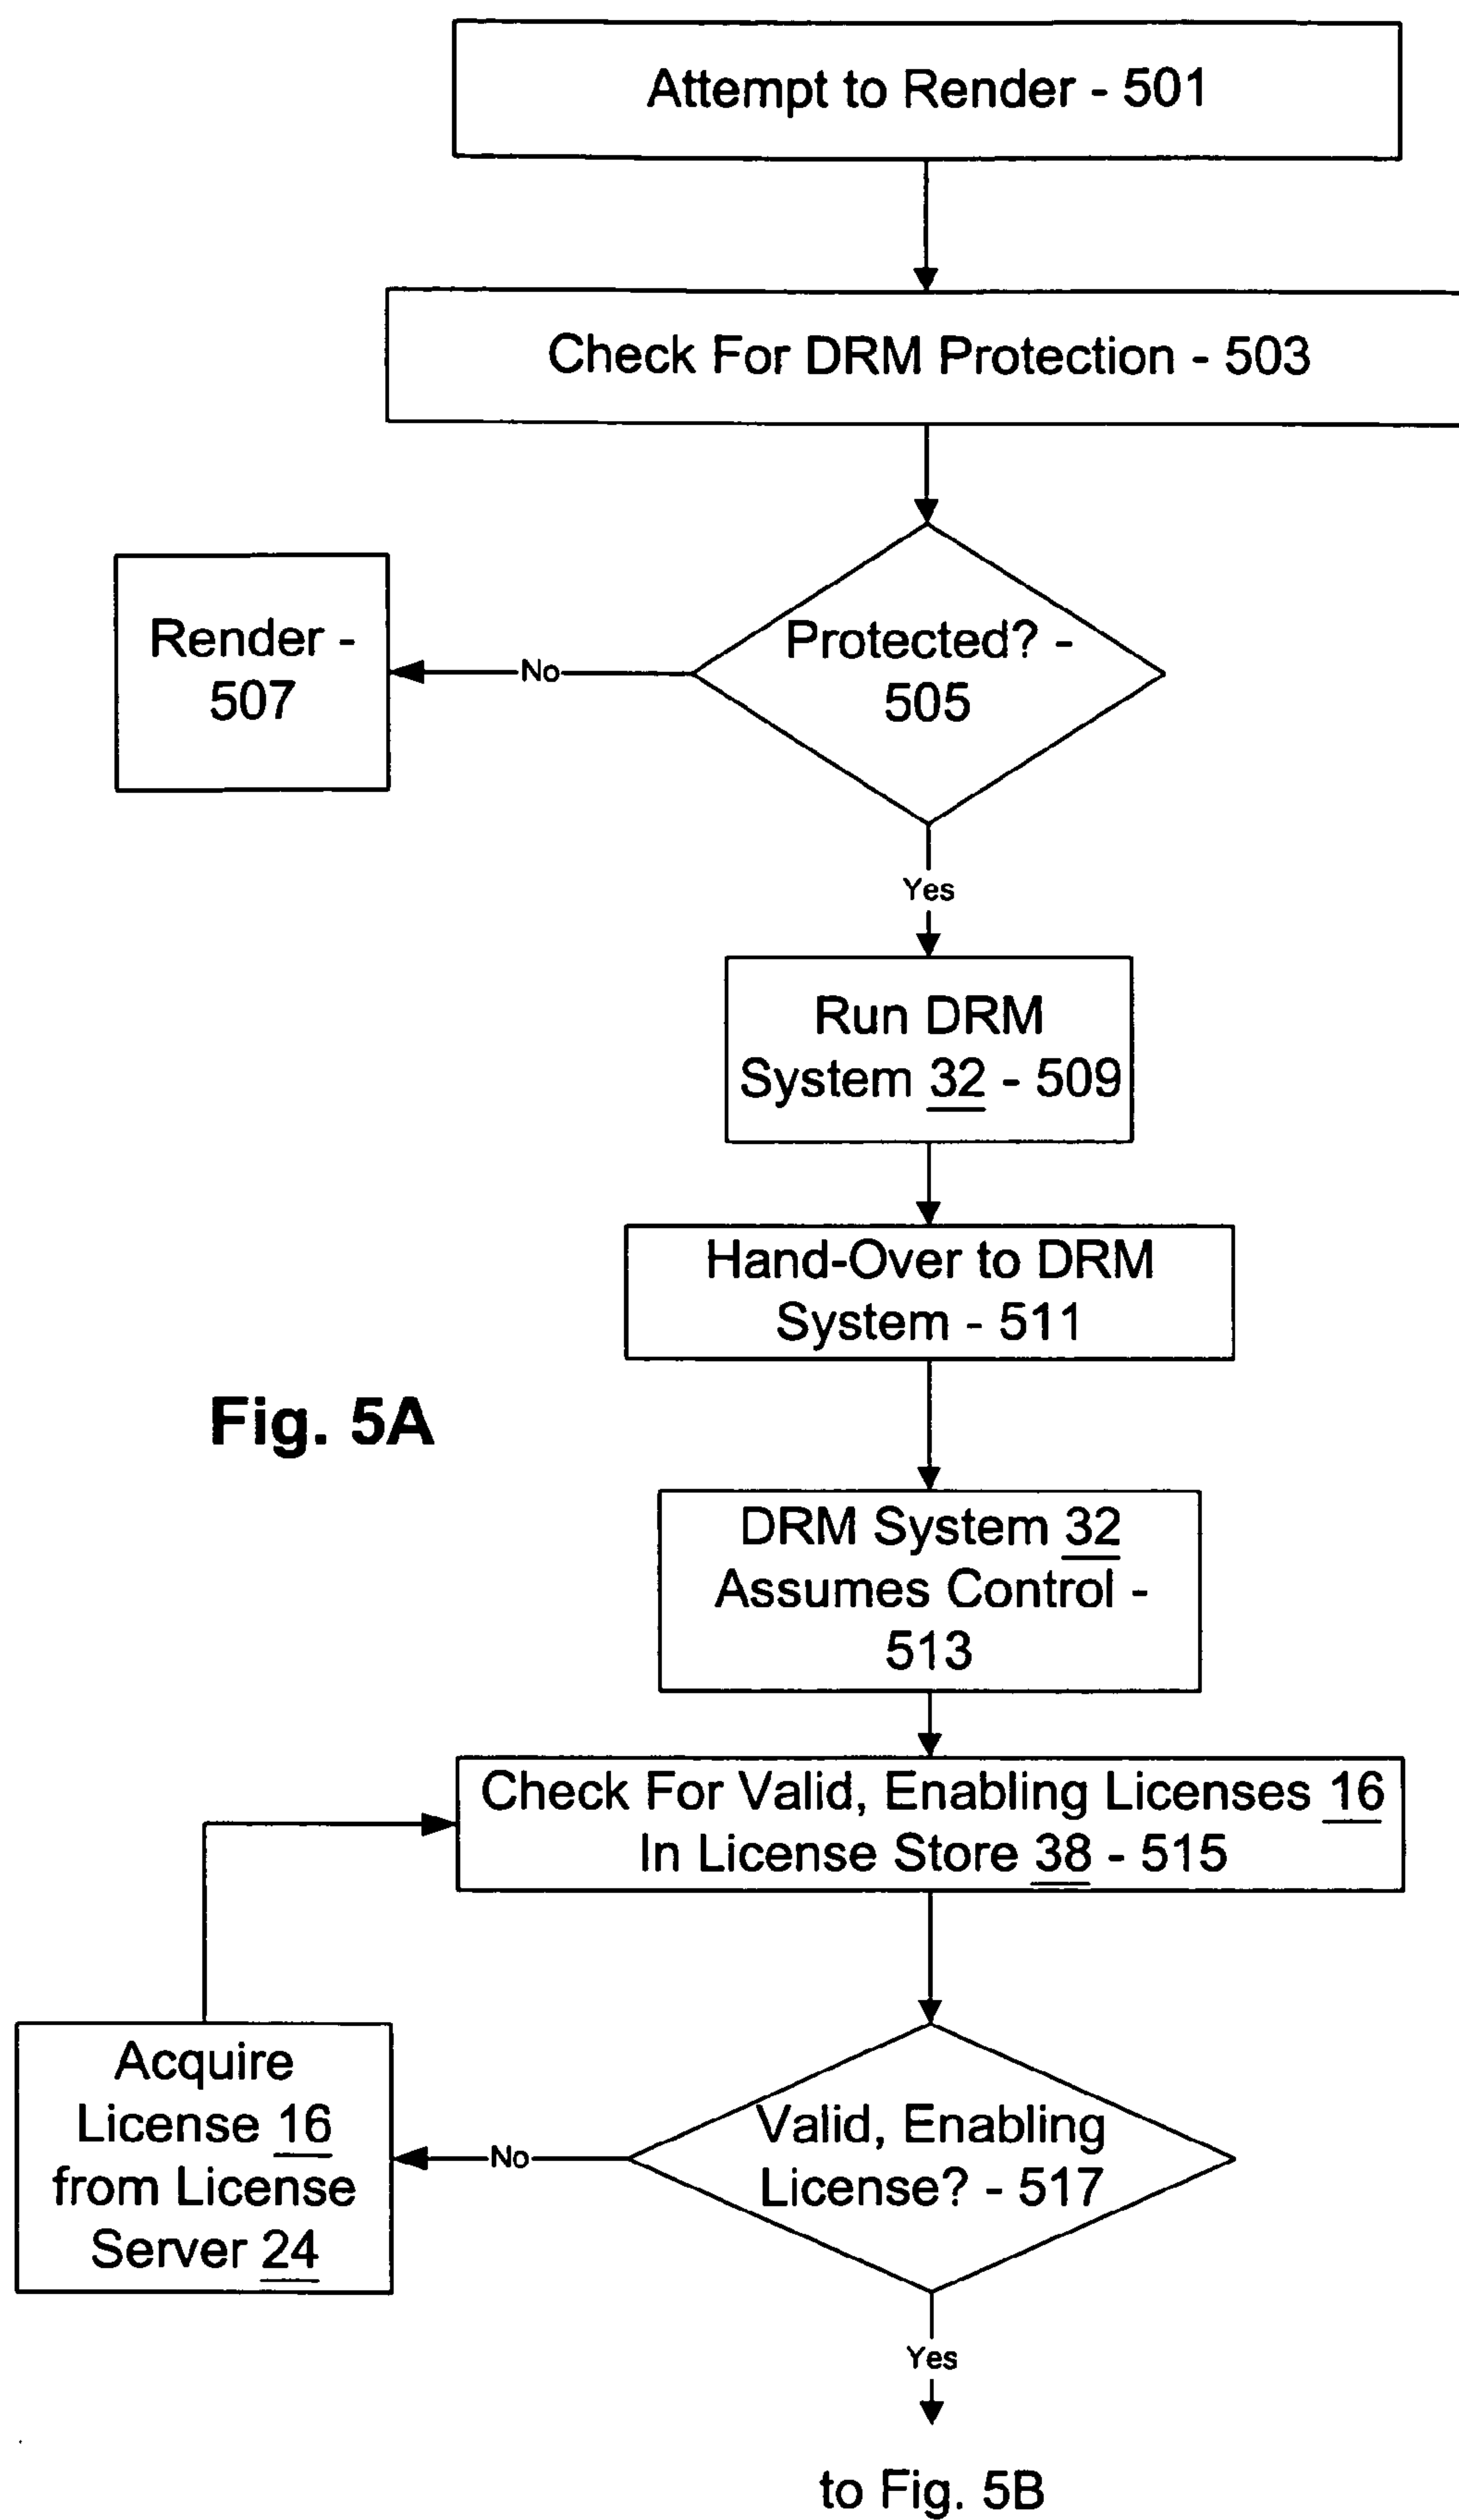 Attempt to Render - 501
Check For DRM Protection - 503
Render -
507
No
Protected? -
505
Yes
Run DRM
System 32 - 509
Hand-Over to DRM
System - 511
Fig. 5A
DRM System 32
Assumes Control -
513
Check For Valid, Enabling Licenses 16
In License Store 38 - 515
Acquire
License 16
from License
Server 24
No
Valid, Enabling
License? - 517
Yes
to Fig. 5B